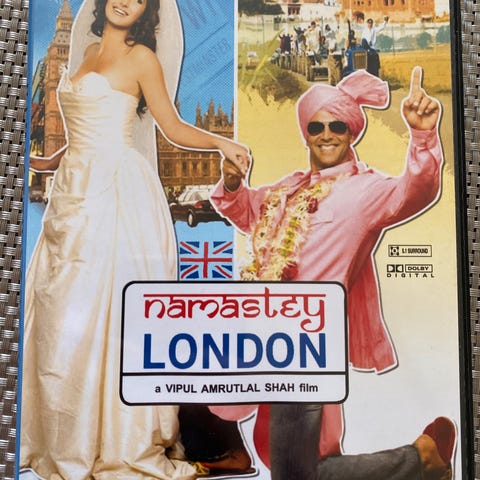 5.1 SURROUND
DOLBY
DIGITAL
namastey
LONDON
a VIPUL AMRUTLAL SHAH film